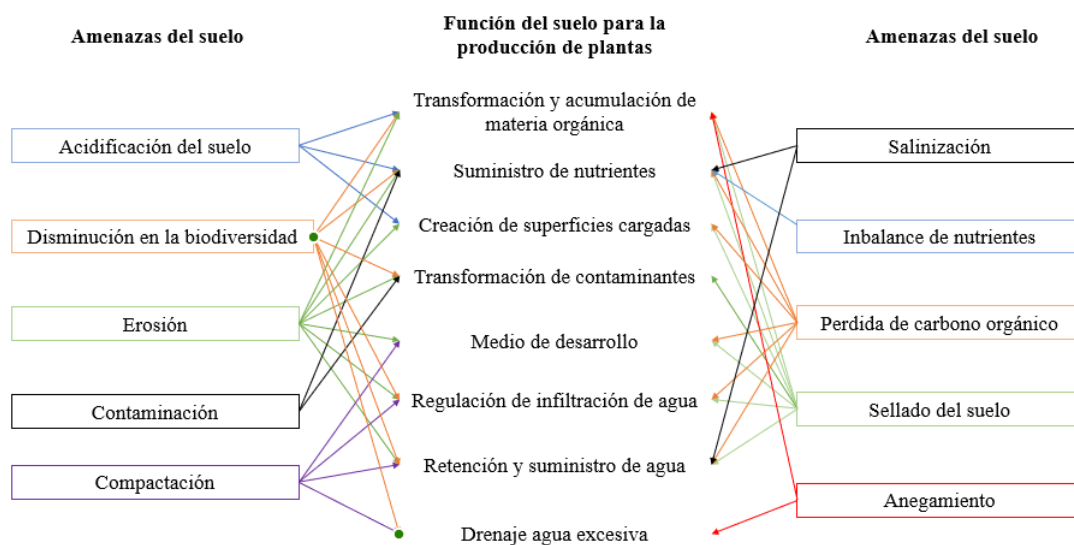 Amenazas del suelo
Función del suelo para la
producción de plantas
Amenazas del suelo
Acidificación del suelo
Disminución en la biodiversidad
Erosión
Contaminación
Compactación
Transformación y acumulación de
materia orgánica
Suministro de nutrientes
Creación de superfícies cargadas
Transformación de contaminantes
Medio de desarrollo
Regulación de infiltración de agua
Retención y suministro de agua
Drenaje agua excesiva
Salinización
Inbalance de nutrientes
Perdida de carbono orgánico
Sellado del suelo
Anegamiento